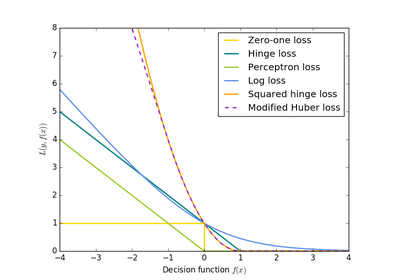 8
7
6
5
4
3
2
1
0
L(y, f(x))
Zero-one loss
Hinge loss
Perceptron loss
Log loss
Squared hinge loss
Modified Huber loss
−4 −3 −2 −1 0 1 2 3 4
Decision function f(x)